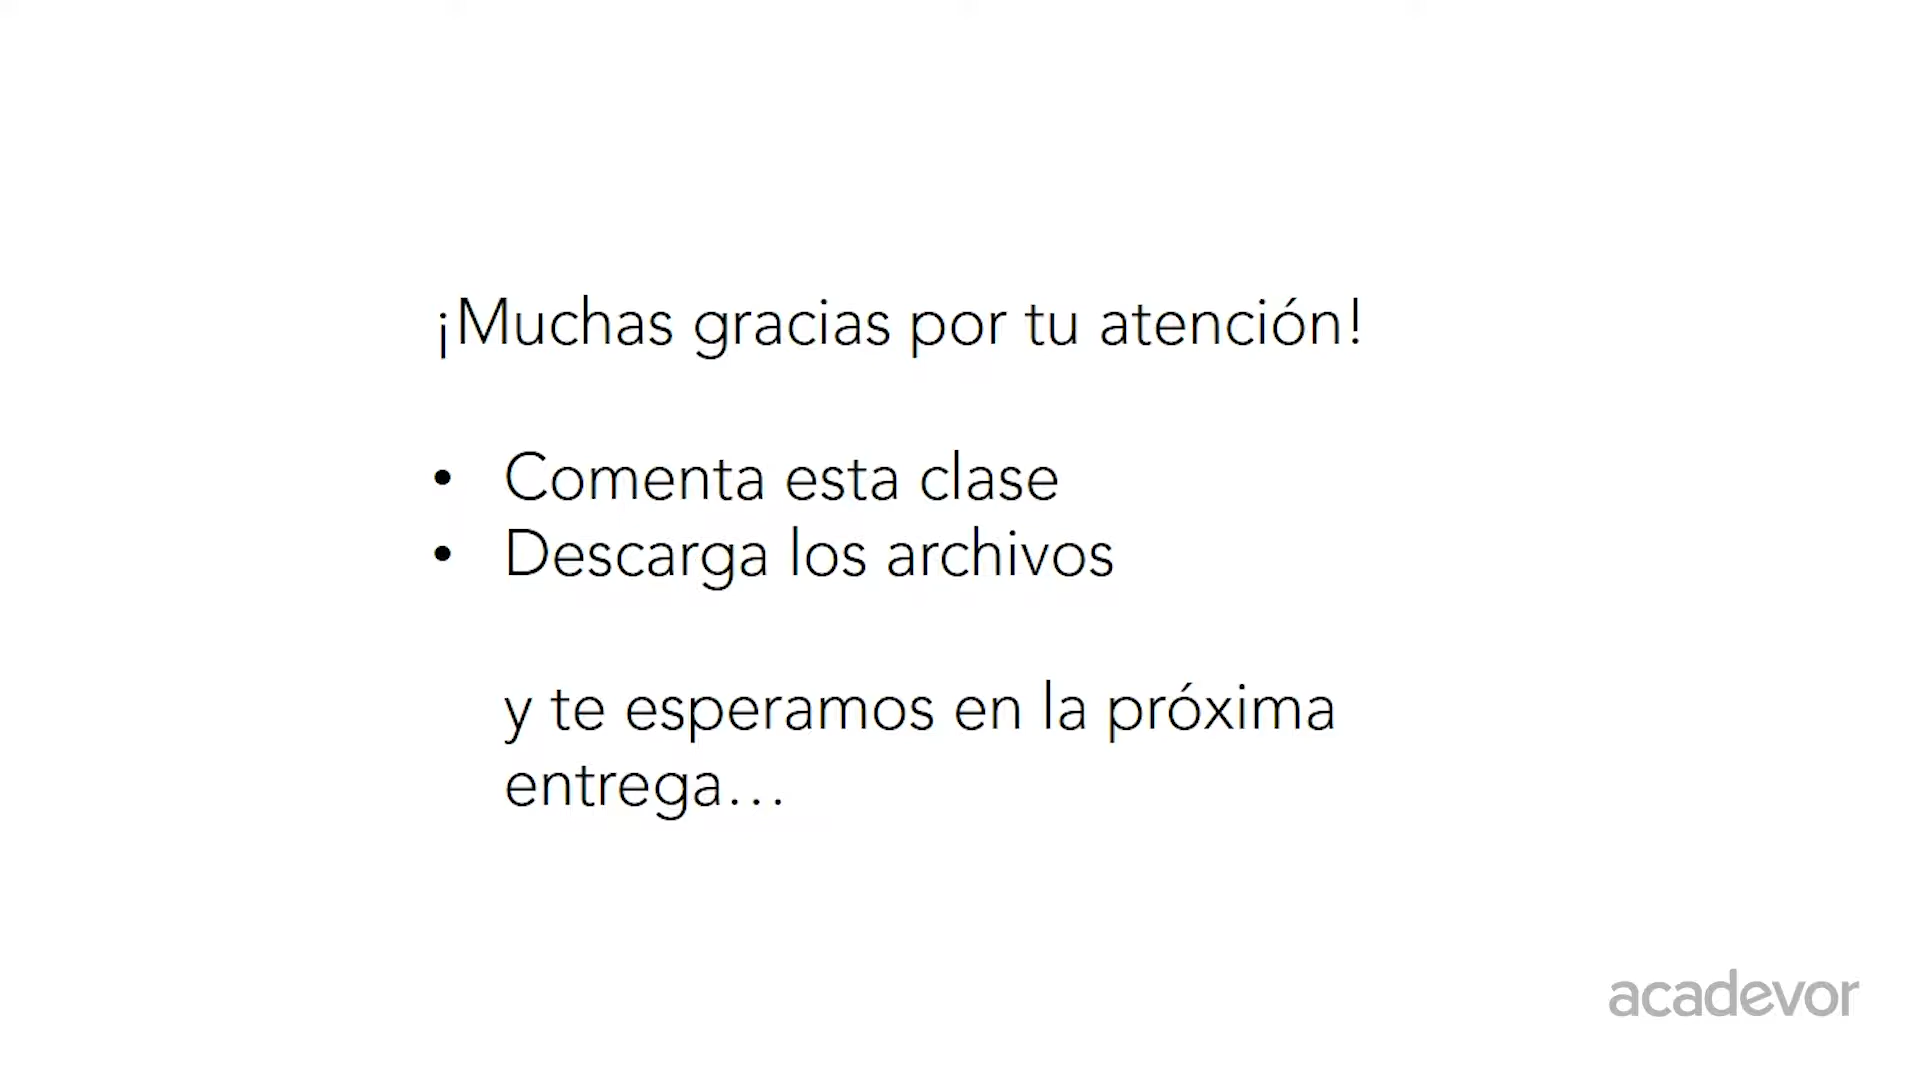 ¡Muchas gracias por tu atención!
• Comenta esta clase
• Descarga los archivos
y te esperamos en la próxima
entrega...
acadevor